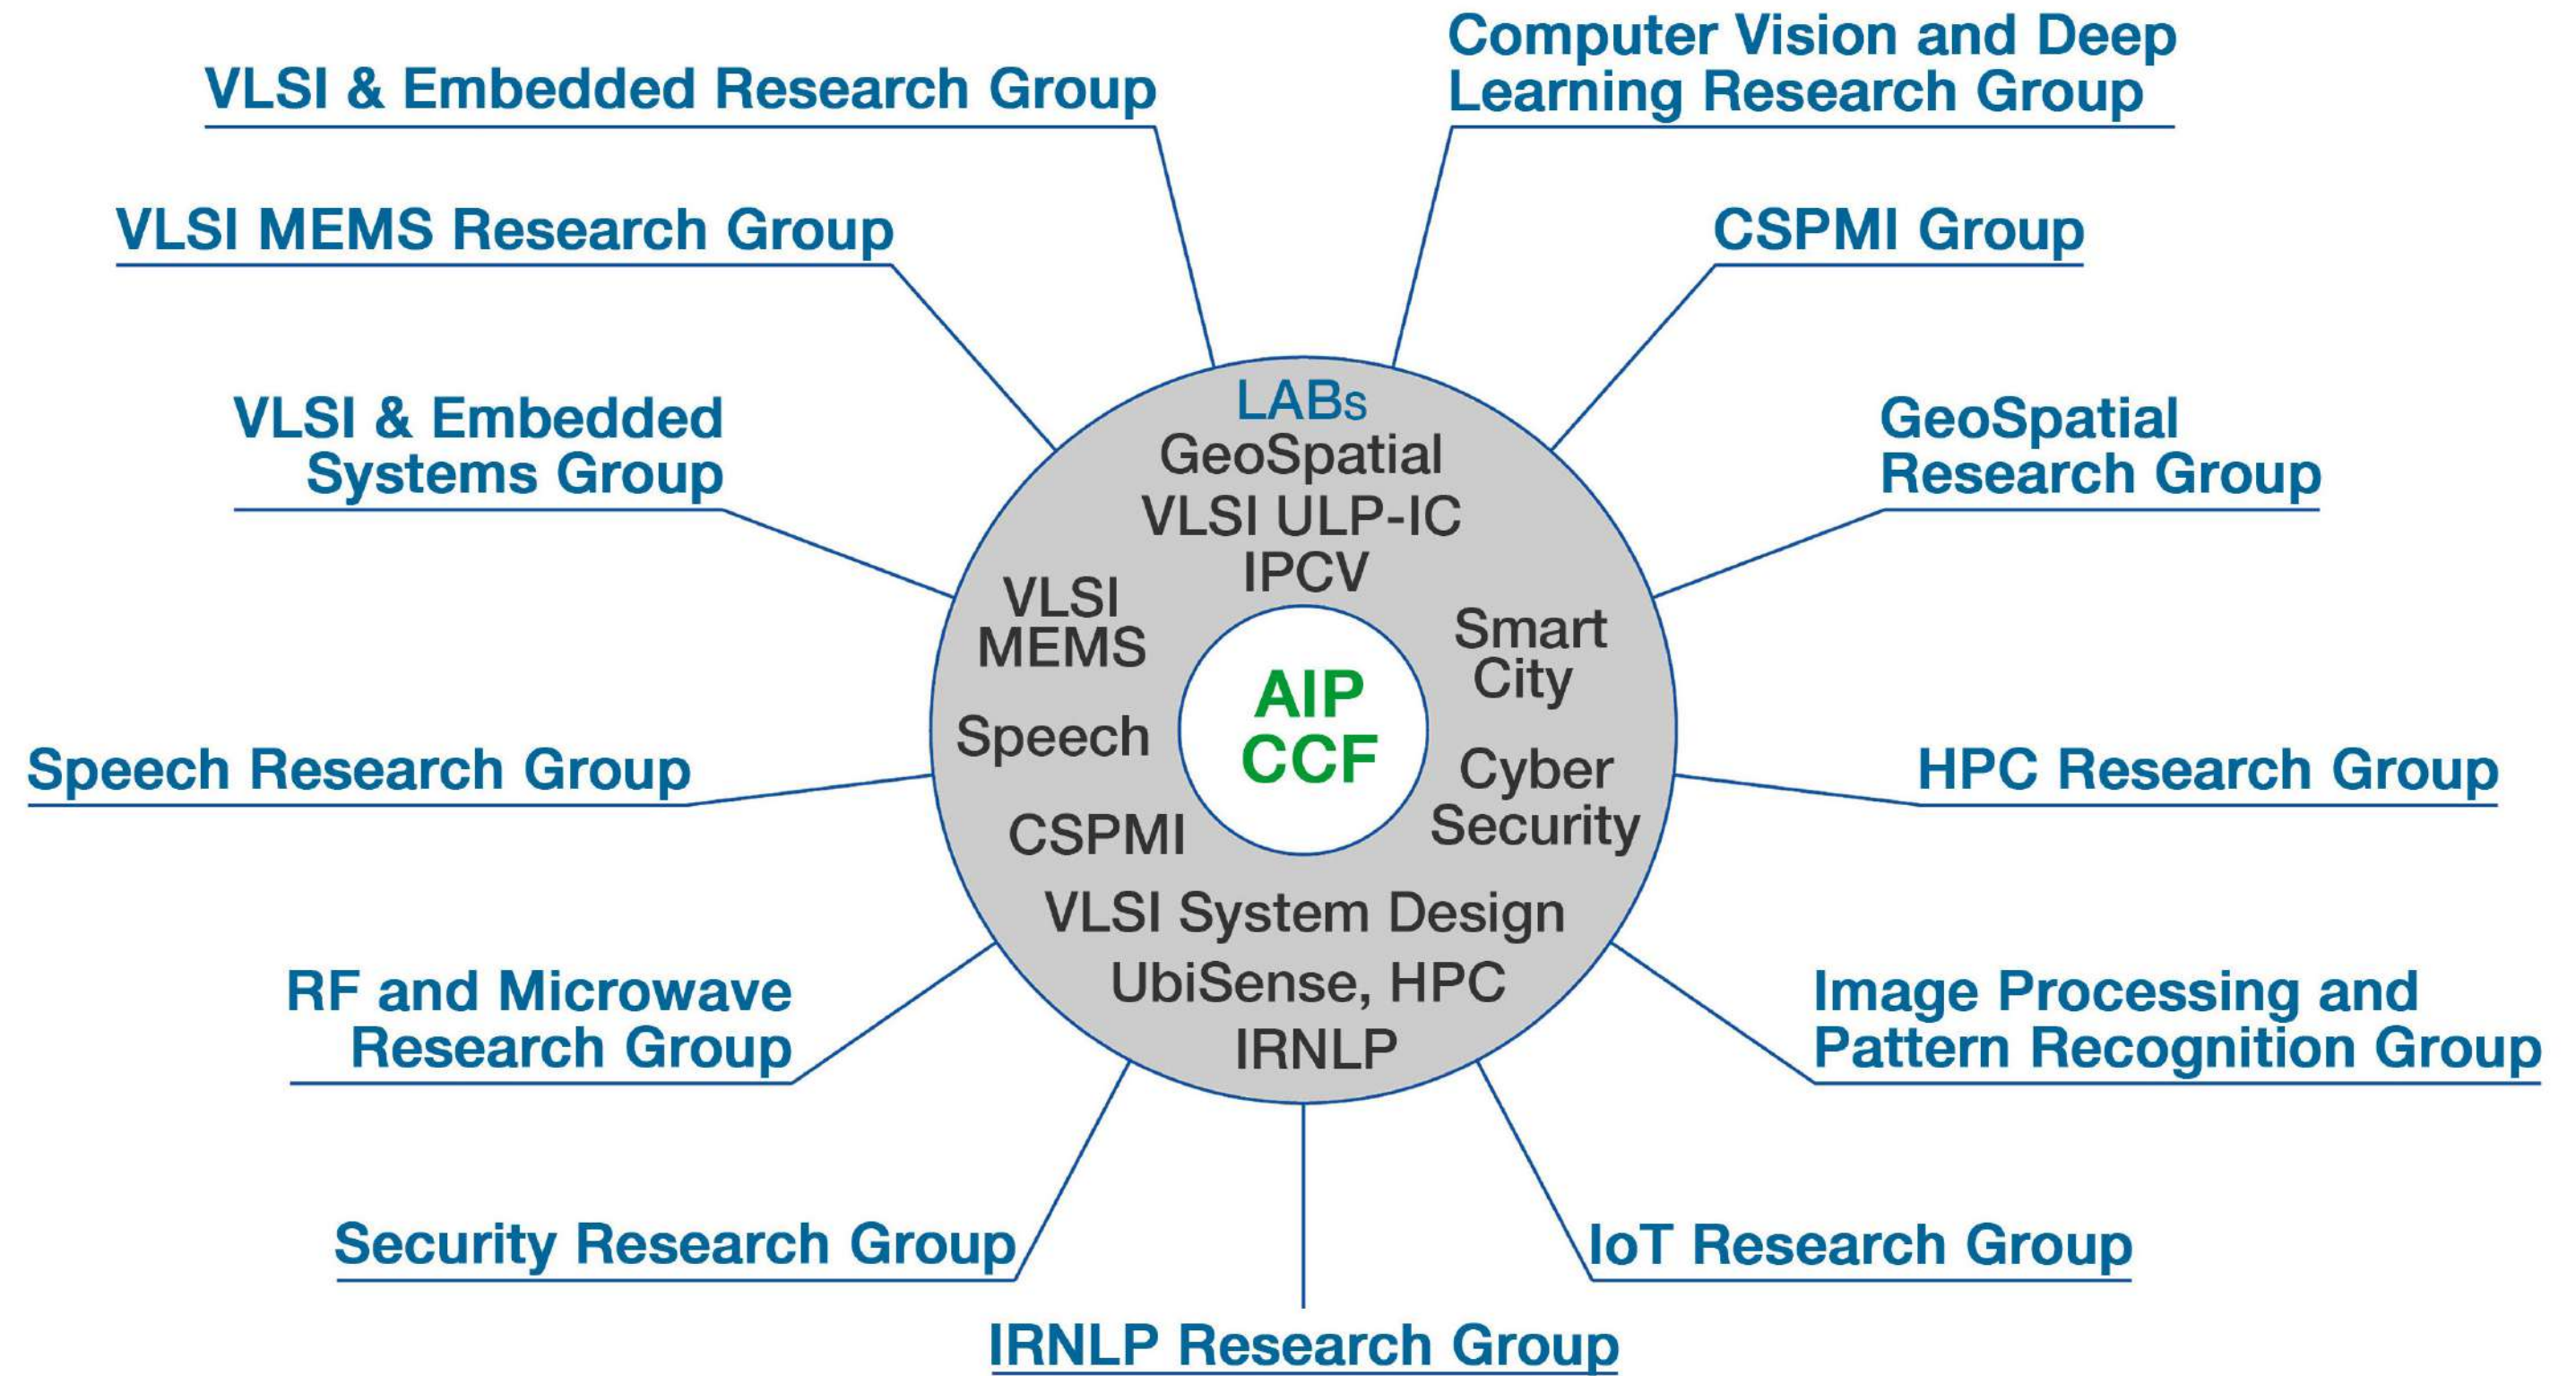 Computer Vision and Deep
Learning Research Group
VLSI & Embedded Research Group
VLSI MEMS Research Group
CSPMI Group
VLSI & Embedded
Systems Group
GeoSpatial
Research Group
LABs
GeoSpatial
VLSI ULP-IC
IPCV
VLSI
MEMS
Smart
City
AIP
CCF
Speech
Cyber
Security
CSPMI
VLSI System Design
UbiSense, HPC
IRNLP
Speech Research Group
HPC Research Group
RF and Microwave
Research Group
Image Processing and
Pattern Recognition Group
Security Research Group
IoT Research Group
IRNLP Research Group